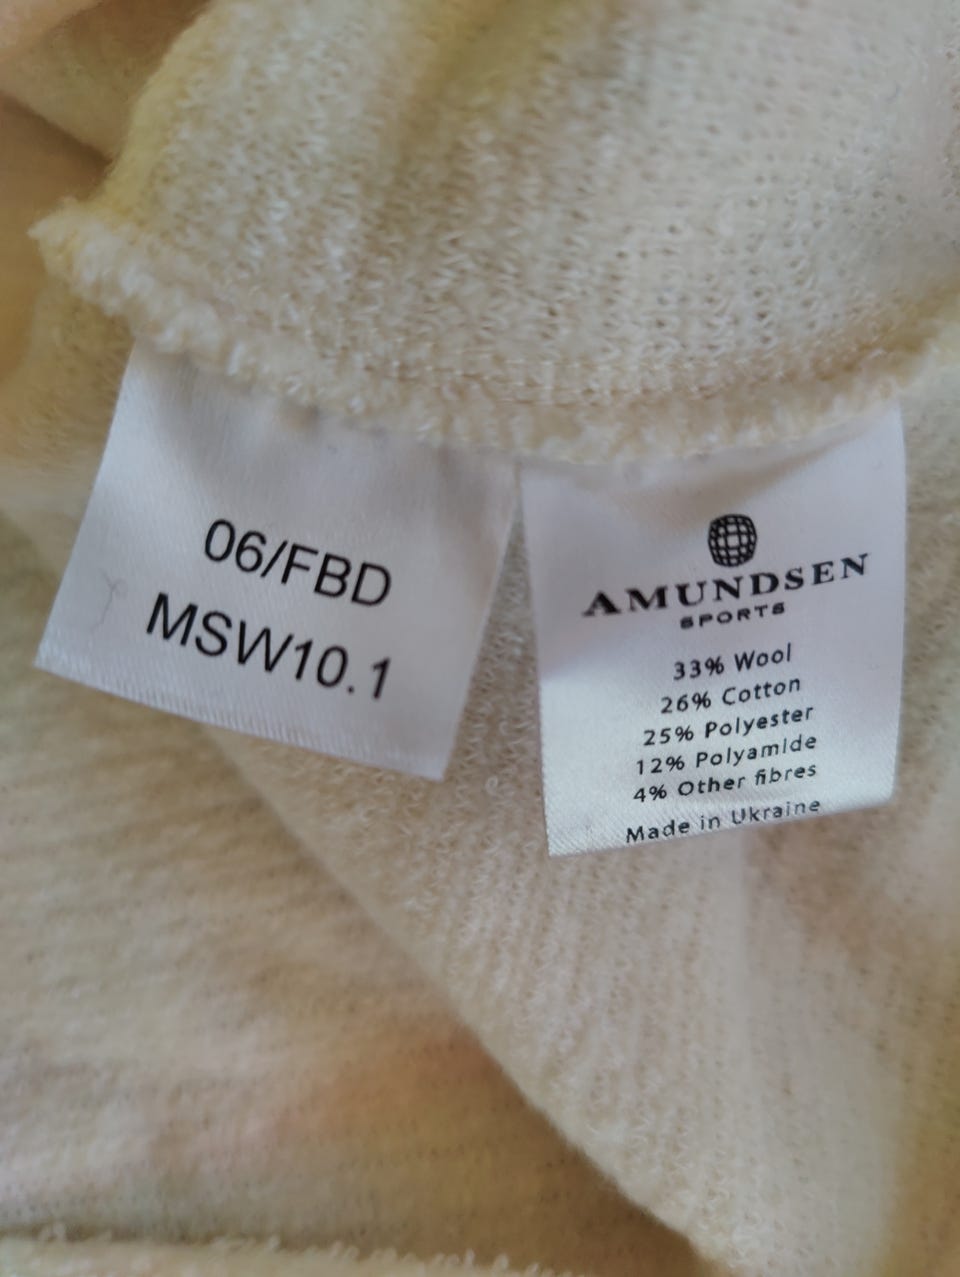 06/FBD
MSW10.1
AMUNDSEN
SPORTS
33% Wool
26% Cotton
25% Polyester
12% Polyamide
4% Other fibres
Made in Ukraine